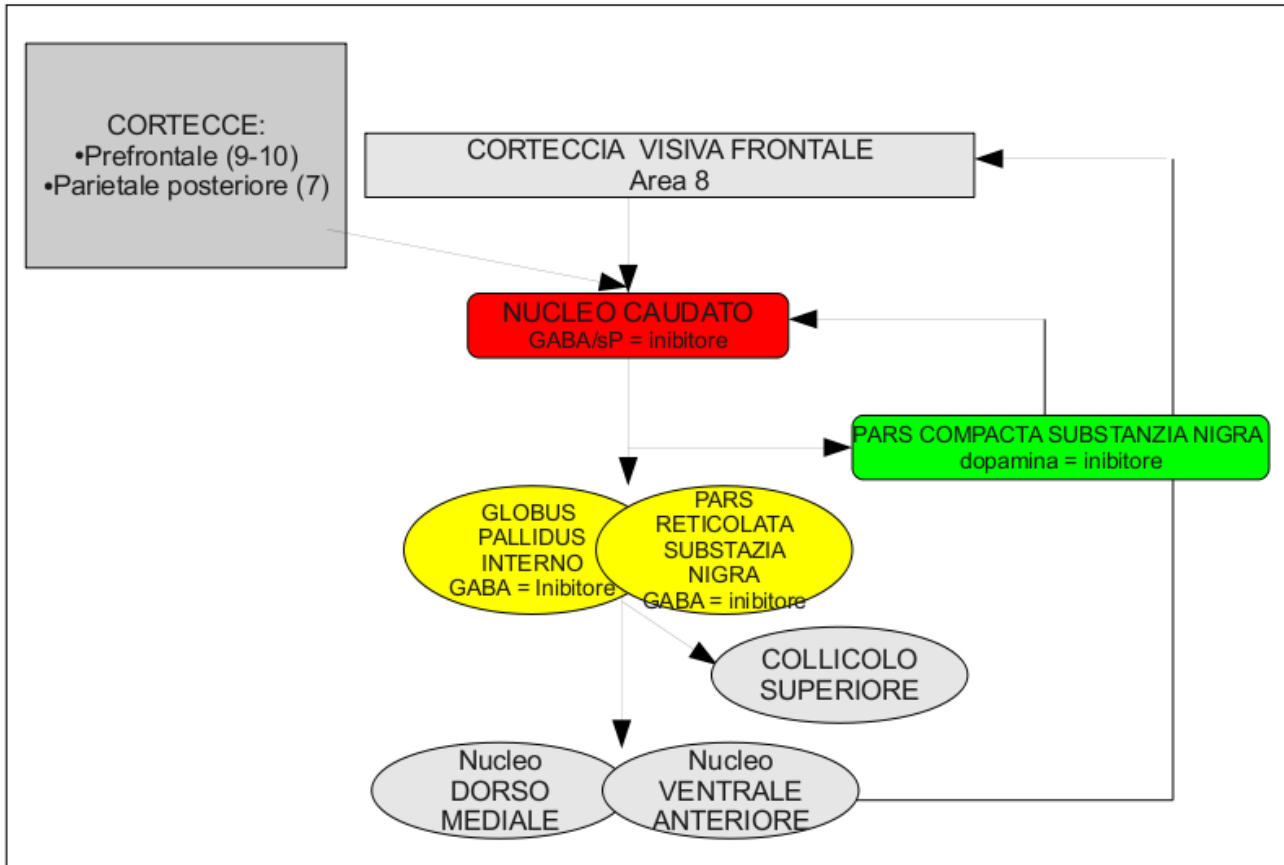 CORTECCE:
•Prefrontale (9-10)
•Parietale posteriore (7)
CORTECCIA VISIVA FRONTALE
Area 8
NUCLEO CAUDATO
GABA/sP = inibitore
PARS COMPACTA SUBSTANZIA NIGRA
dopamina = inibitore
GLOBUS
PALLIDUS
INTERNO
GABA = Inibitore
PARS
RETICOLATA
SUBSTAZIA
NIGRA
GABA = inibitore
COLLICOLO
SUPERIORE
Nucleo
DORSO
MEDIALE
Nucleo
VENTRALE
ANTERIORE